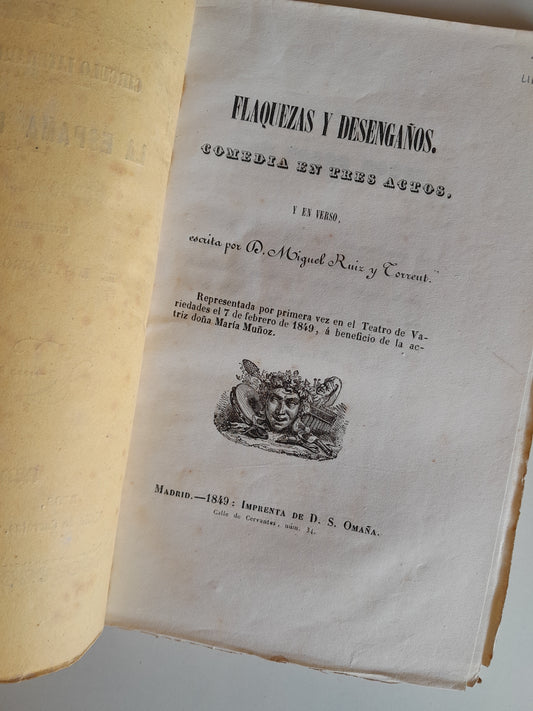 FLAQUEZAS Y DESENGAÑOS.
COMEDIA EN TRES ACTOS,
Y EN VERSO,
escrita por D. Miguel Ruiz y Torrent.
Representada por primera vez en el Teatro de Va-
riedades el 7 de febrero de 1849, á beneficio de la ac-
triz doña María Muñoz.
MADRID.—1849: IMPRENTA DE D. S. OMAÑA.
Calle de Cervantes, núm. 34.